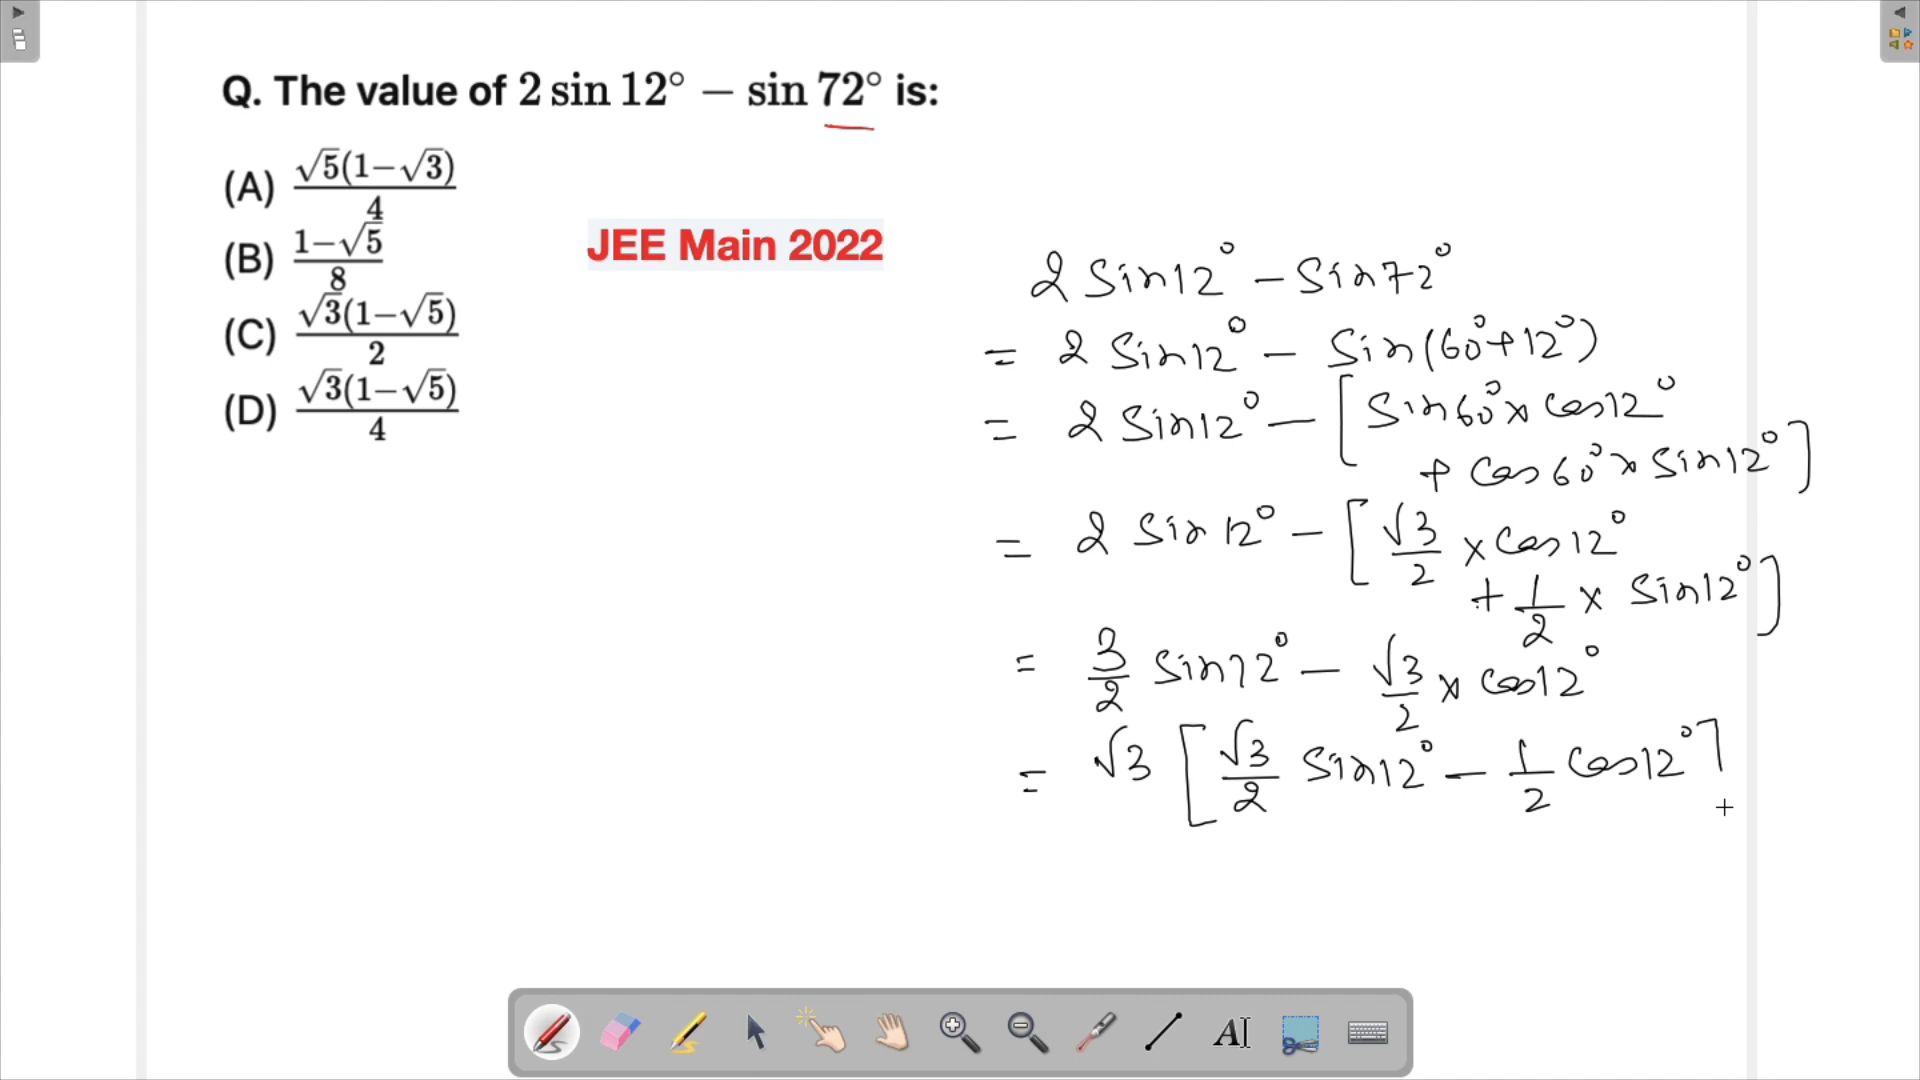 Q. The value of 2 sin 12° − sin 72° is:
(A) √5(1−√3)/4
(B) 1−√5/8
(C) √3(1−√5)/2
(D) √3(1−√5)/4
JEE Main 2022
2 Sin12° − Sin72°
= 2 Sin12° − Sin(60°+12°)
= 2 Sin12° − [Sin60° × Cos12°
+ Cos60° × Sin12°]
= 2 Sin12° − [√3/2 × Cos12°
+ 1/2 × Sin12°]
= 3/2 Sin12° − √3/2 × Cos12°
= √3 [√3/2 Sin12° − 1/2 Cos12°]
AI